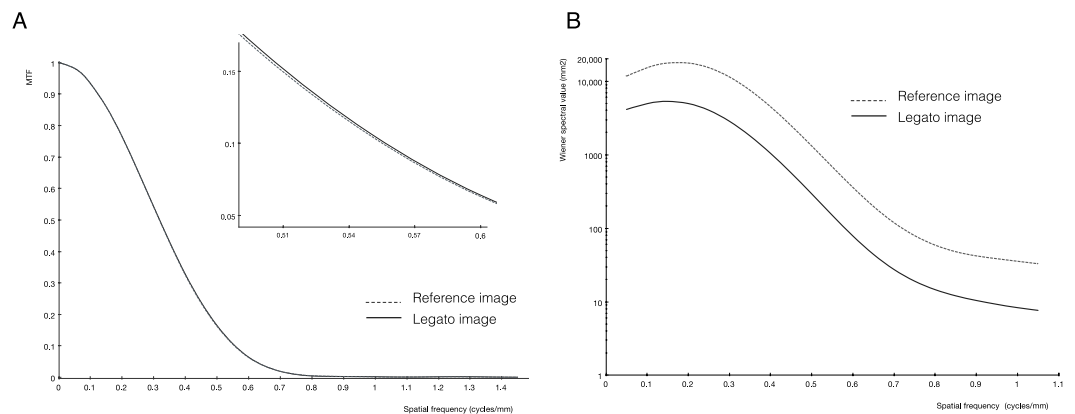 A
MTF
1
0.9
0.8
0.7
0.6
0.5
0.4
0.3
0.2
0.1
0
0 0.1 0.2 0.3 0.4 0.5 0.6 0.7 0.8 0.9 1 1.1 1.2 1.3 1.4
Spatial frequency (cycles/mm)
0.15
0.1
0.05
0.51 0.54 0.57 0.6
Reference image
Legato image
B
Wiener spectral value (mm2)
20,000
10,000
1000
100
10
1
0 0.1 0.2 0.3 0.4 0.5 0.6 0.7 0.8 0.9 1 1.1
Spatial frequency (cycles/mm)
Reference image
Legato image